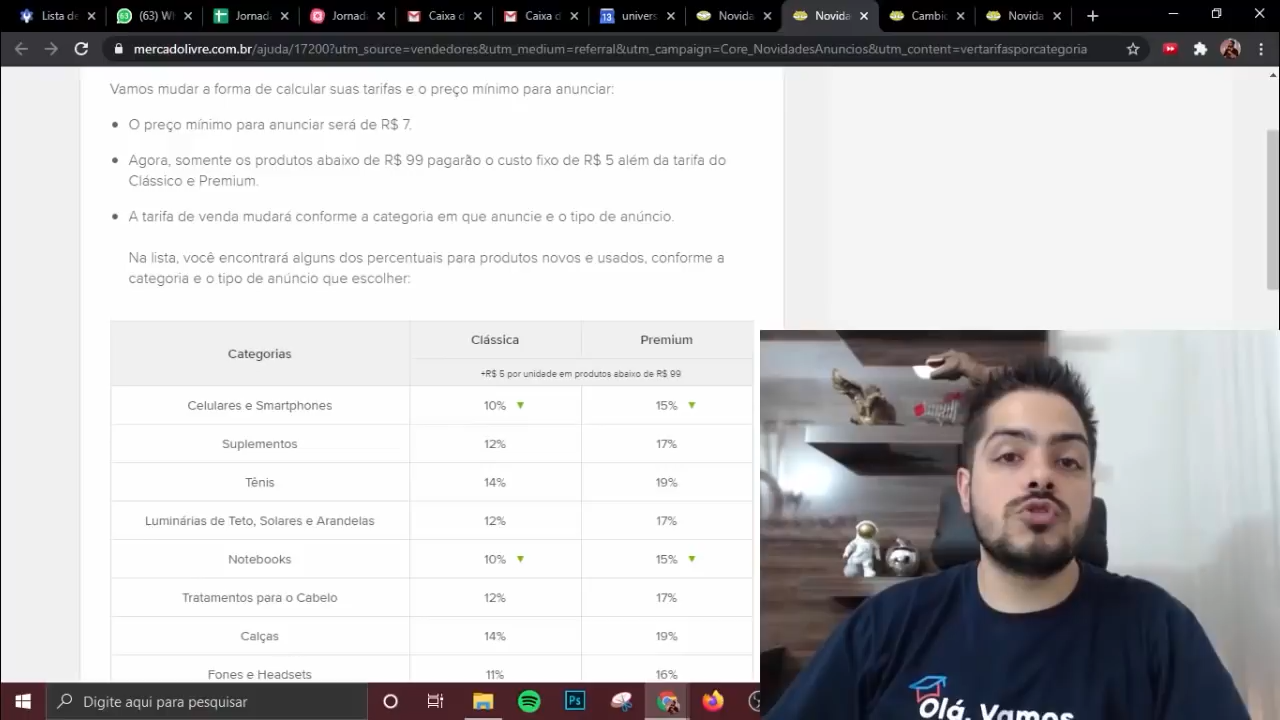 Lista de
(63) Wh
Jornada
Jornada
Caixa d
Caixa d
univers
Novida
Novida
Cambi
Novida
mercadolivre.com.br/ajuda/17200?utm_source=vendedores&utm_medium=referral&utm_campaign=Core_NovidadesAnuncios&utm_content=vertarifasporcategoria
Vamos mudar a forma de calcular suas tarifas e o preço mínimo para anunciar:
• O preço mínimo para anunciar será de R$ 7.
• Agora, somente os produtos abaixo de R$ 99 pagarão o custo fixo de R$ 5 além da tarifa do
Clássico e Premium.
• A tarifa de venda mudará conforme a categoria em que anuncie e o tipo de anúncio.
Na lista, você encontrará alguns dos percentuais para produtos novos e usados, conforme a
categoria e o tipo de anúncio que escolher:
Categorias Clássica Premium
+R$ 5 por unidade em produtos abaixo de R$ 99
Celulares e Smartphones 10% ▼ 15% ▼
Suplementos 12% 17%
Tênis 14% 19%
Luminárias de Teto, Solares e Arandelas 12% 17%
Notebooks 10% ▼ 15% ▼
Tratamentos para o Cabelo 12% 17%
Calças 14% 19%
Fones e Headsets 11% 16%
Digite aqui para pesquisar
Ps
Olá, Vamos